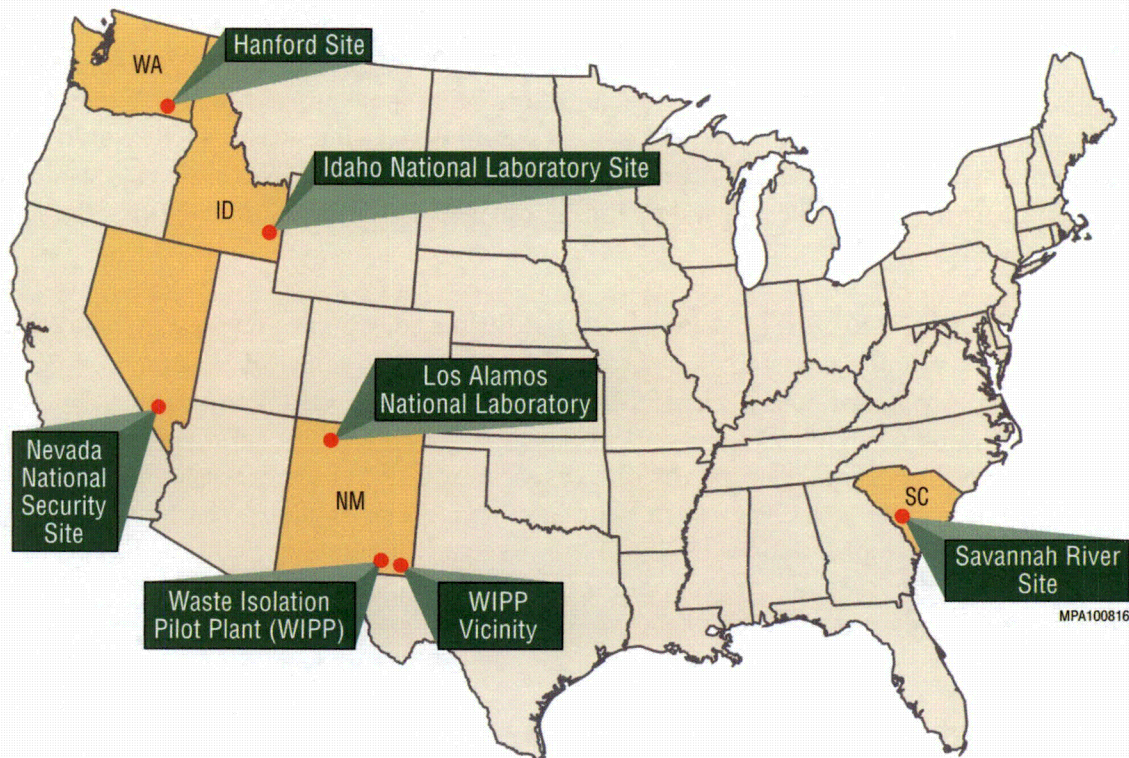 Hanford Site
WA
Idaho National Laboratory Site
ID
Los Alamos
National Laboratory
Nevada
National
Security
Site
NM
SC
Savannah River
Site
Waste Isolation
Pilot Plant (WIPP)
WIPP
Vicinity
MPA100816